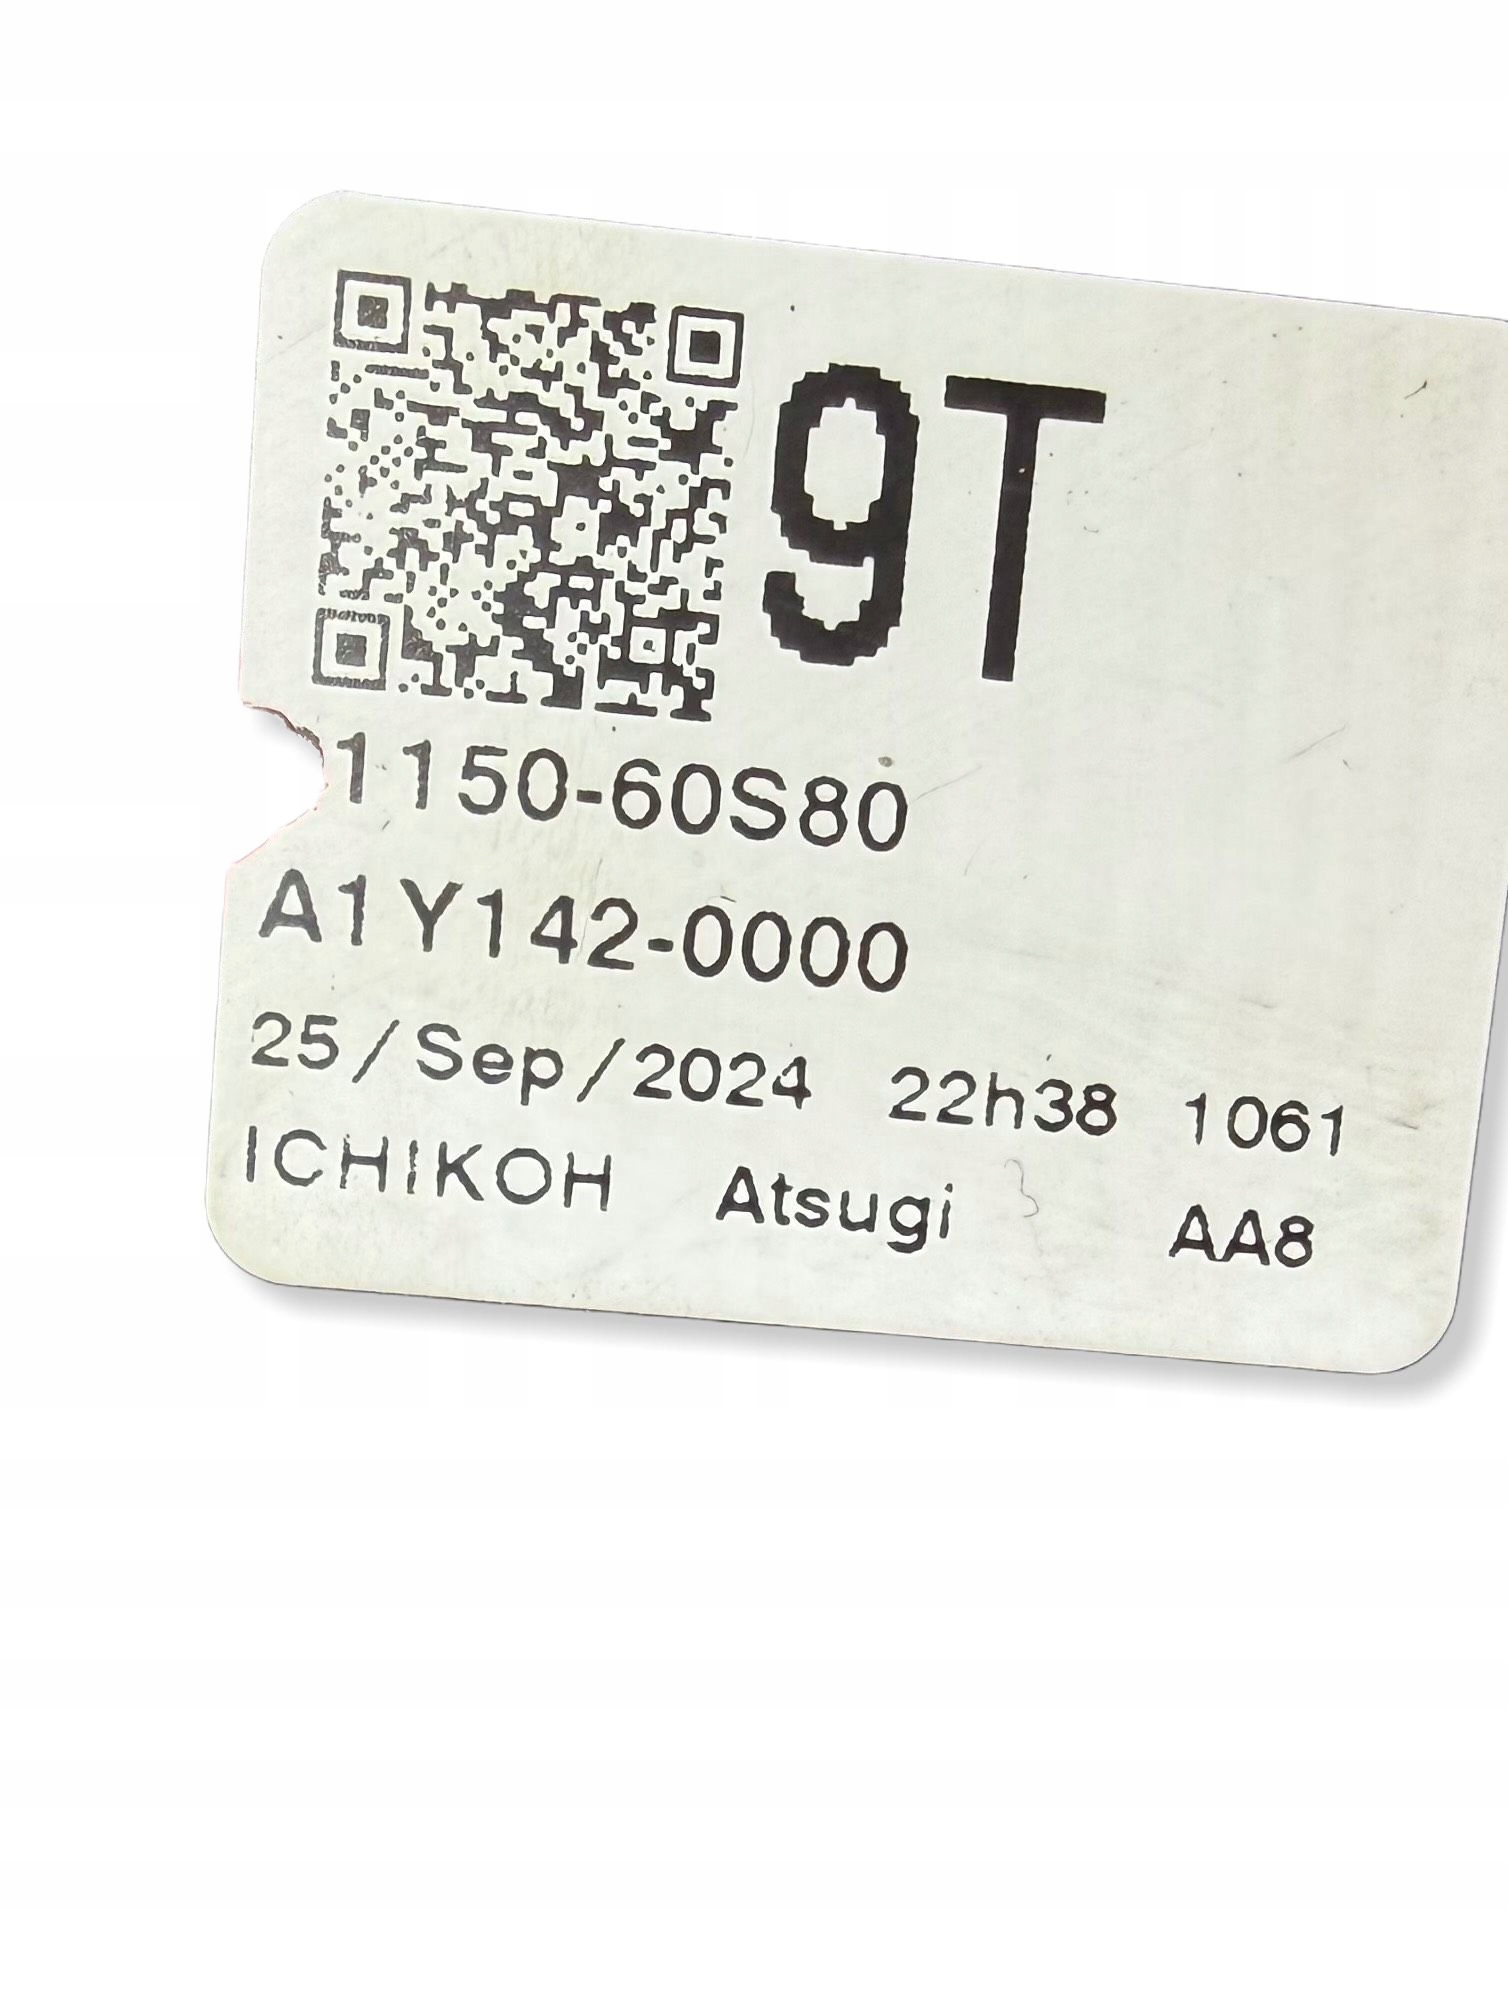 9T
1150-60S80
A1Y142-0000
25/Sep/2024 22h38 1061
ICHIKOH Atsugi AA8